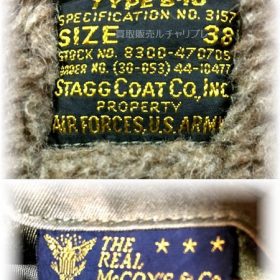 TYPE B-10
SPECIFICATION NO. 3157
買取販売ルチャリブレ
SIZE 38
STOCK NO. 8300-470705
ORDER NO. (30-053) 44-10477
STAGG COAT CO., INC.
PROPERTY
AIR FORCES, U.S. ARMY
THE
REAL
McCOY'S & Co.